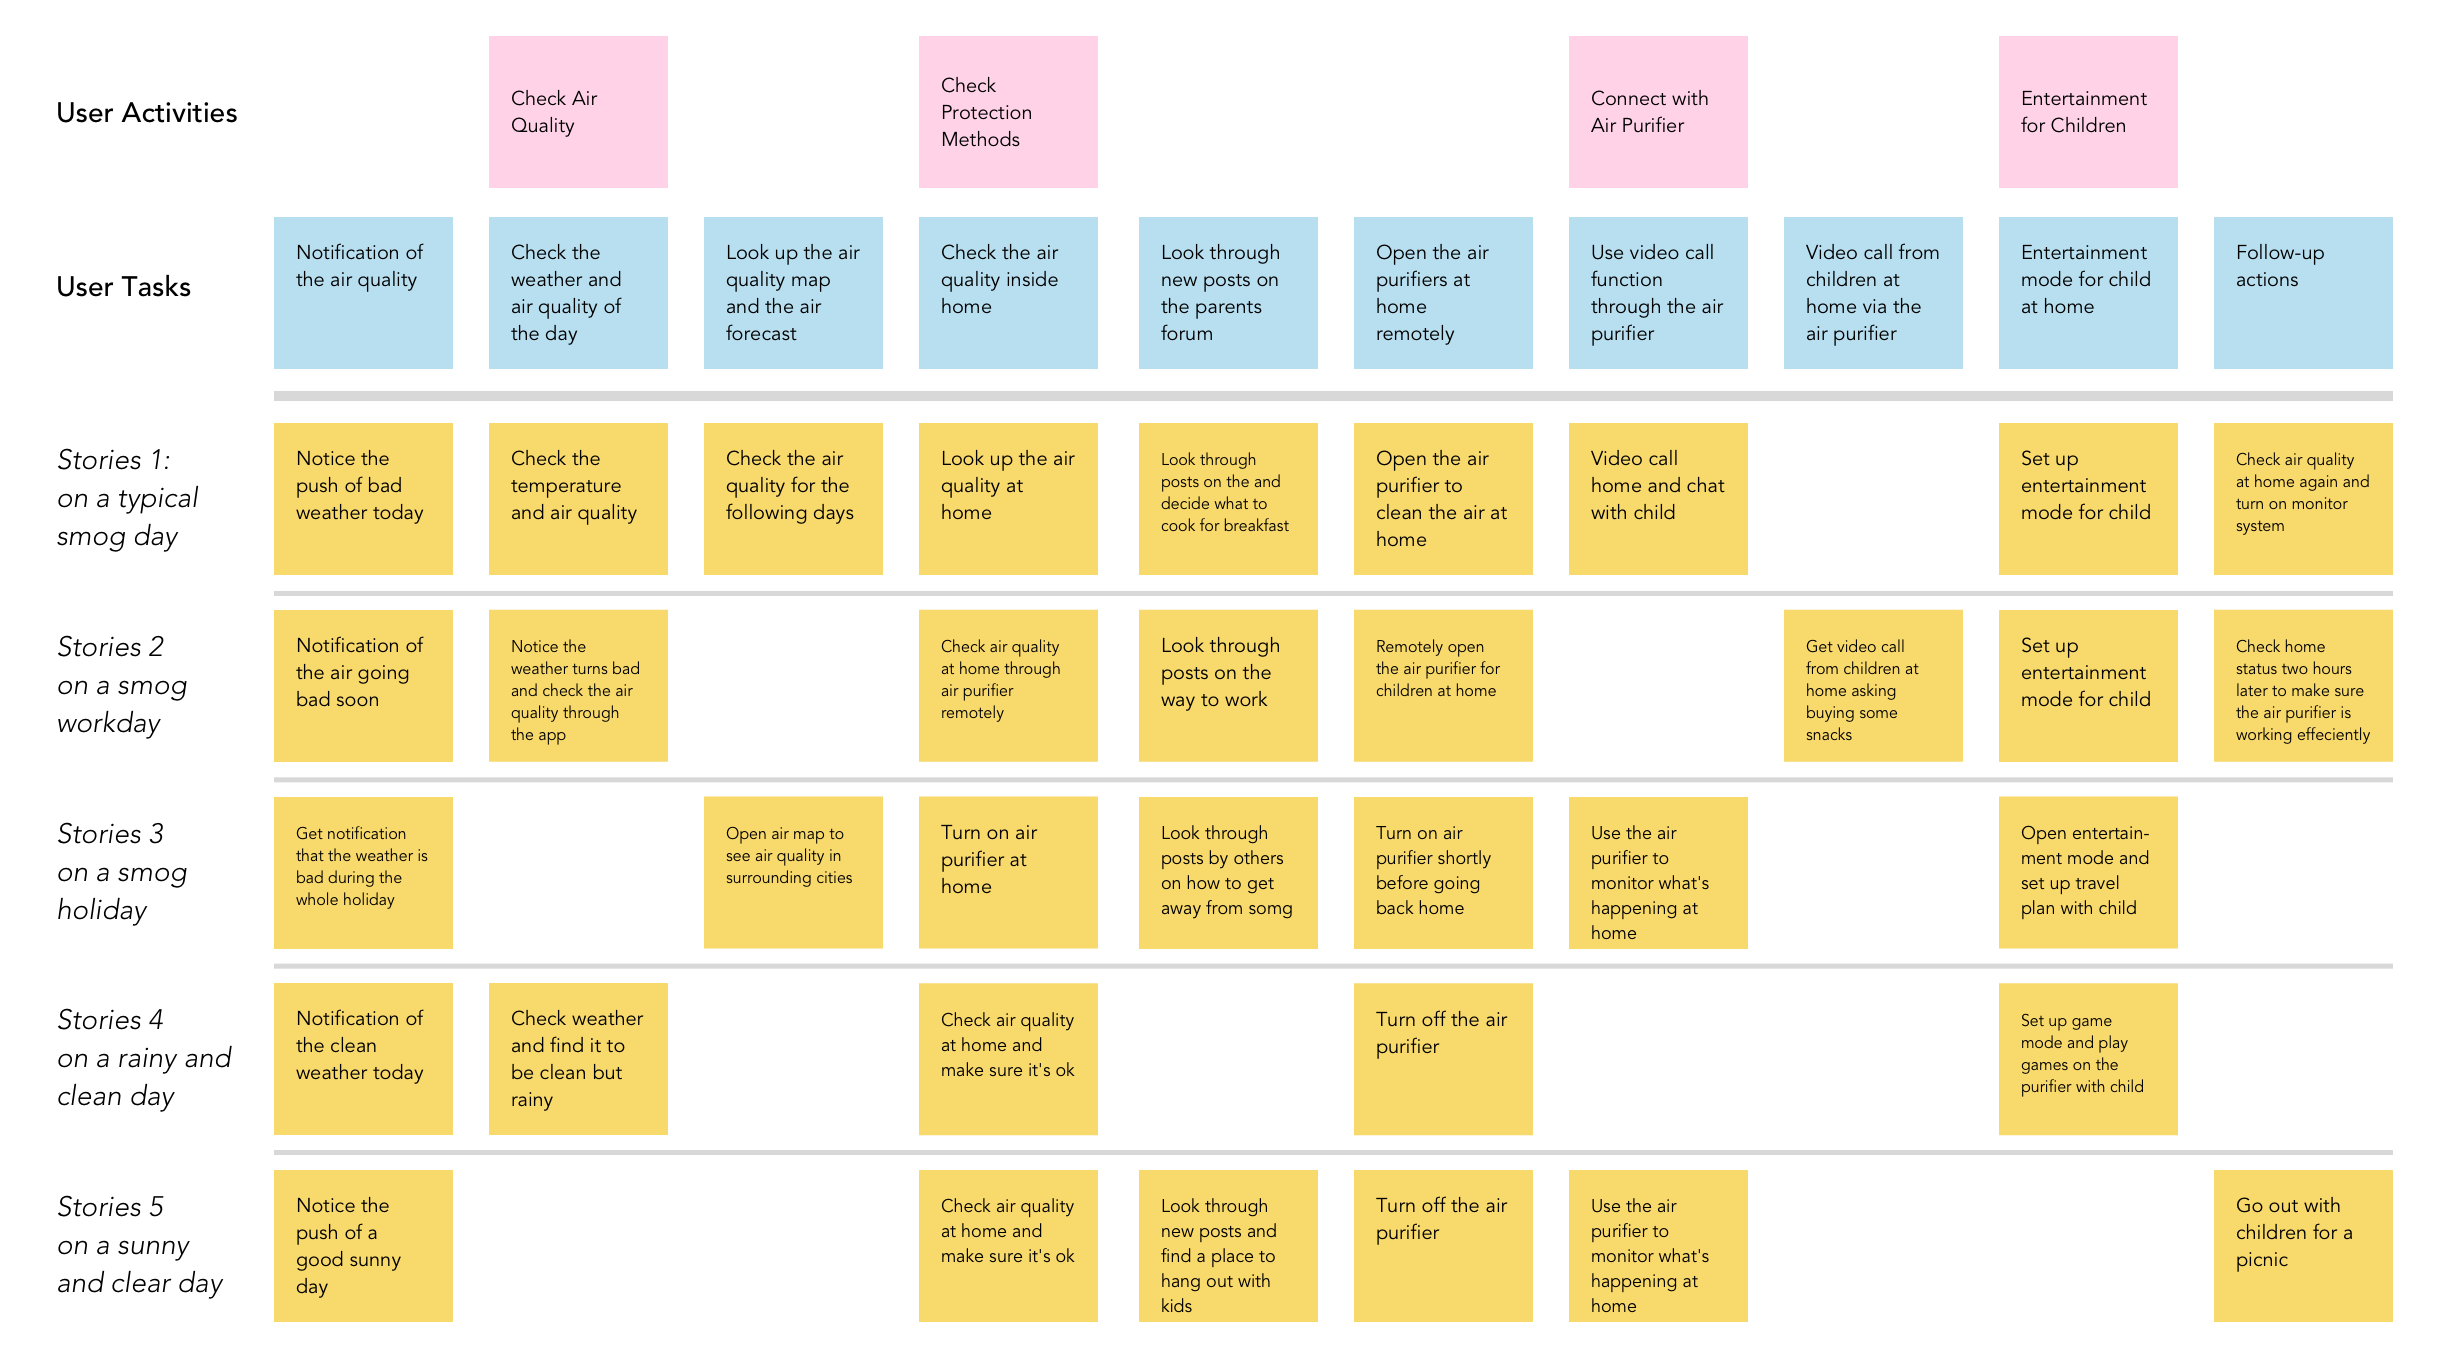 User Activities
Check Air
Quality
Check
Protection
Methods
Connect with
Air Purifier
Entertainment
for Children
User Tasks
Notification of
the air quality
Check the
weather and
air quality of
the day
Look up the air
quality map
and the air
forecast
Check the air
quality inside
home
Look through
new posts on
the parents
forum
Open the air
purifiers at
home
remotely
Use video call
function
through the air
purifier
Video call from
children at
home via the
air purifier
Entertainment
mode for child
at home
Follow-up
actions
Stories 1:
on a typical
smog day
Notice the
push of bad
weather today
Check the
temperature
and air quality
Check the air
quality for the
following days
Look up the air
quality at
home
Look through
posts on the and
decide what to
cook for breakfast
Open the air
purifier to
clean the air at
home
Video call
home and chat
with child
Set up
entertainment
mode for child
Check air quality
at home again and
turn on monitor
system
Stories 2
on a smog
workday
Notification of
the air going
bad soon
Notice the
weather turns bad
and check the air
quality through
the app
Check air quality
at home through
air purifier
remotely
Look through
posts on the
way to work
Remotely open
the air purifier for
children at home
Get video call
from children at
home asking
buying some
snacks
Set up
entertainment
mode for child
Check home
status two hours
later to make sure
the air purifier is
working effeciently
Stories 3
on a smog
holiday
Get notification
that the weather is
bad during the
whole holiday
Open air map to
see air quality in
surrounding cities
Turn on air
purifier at
home
Look through
posts by others
on how to get
away from somg
Turn on air
purifier shortly
before going
back home
Use the air
purifier to
monitor what's
happening at
home
Open entertain-
ment mode and
set up travel
plan with child
Stories 4
on a rainy and
clean day
Notification of
the clean
weather today
Check weather
and find it to
be clean but
rainy
Check air quality
at home and
make sure it's ok
Turn off the air
purifier
Set up game
mode and play
games on the
purifier with child
Stories 5
on a sunny
and clear day
Notice the
push of a
good sunny
day
Check air quality
at home and
make sure it's ok
Look through
new posts and
find a place to
hang out with
kids
Turn off the air
purifier
Use the air
purifier to
monitor what's
happening at
home
Go out with
children for a
picnic